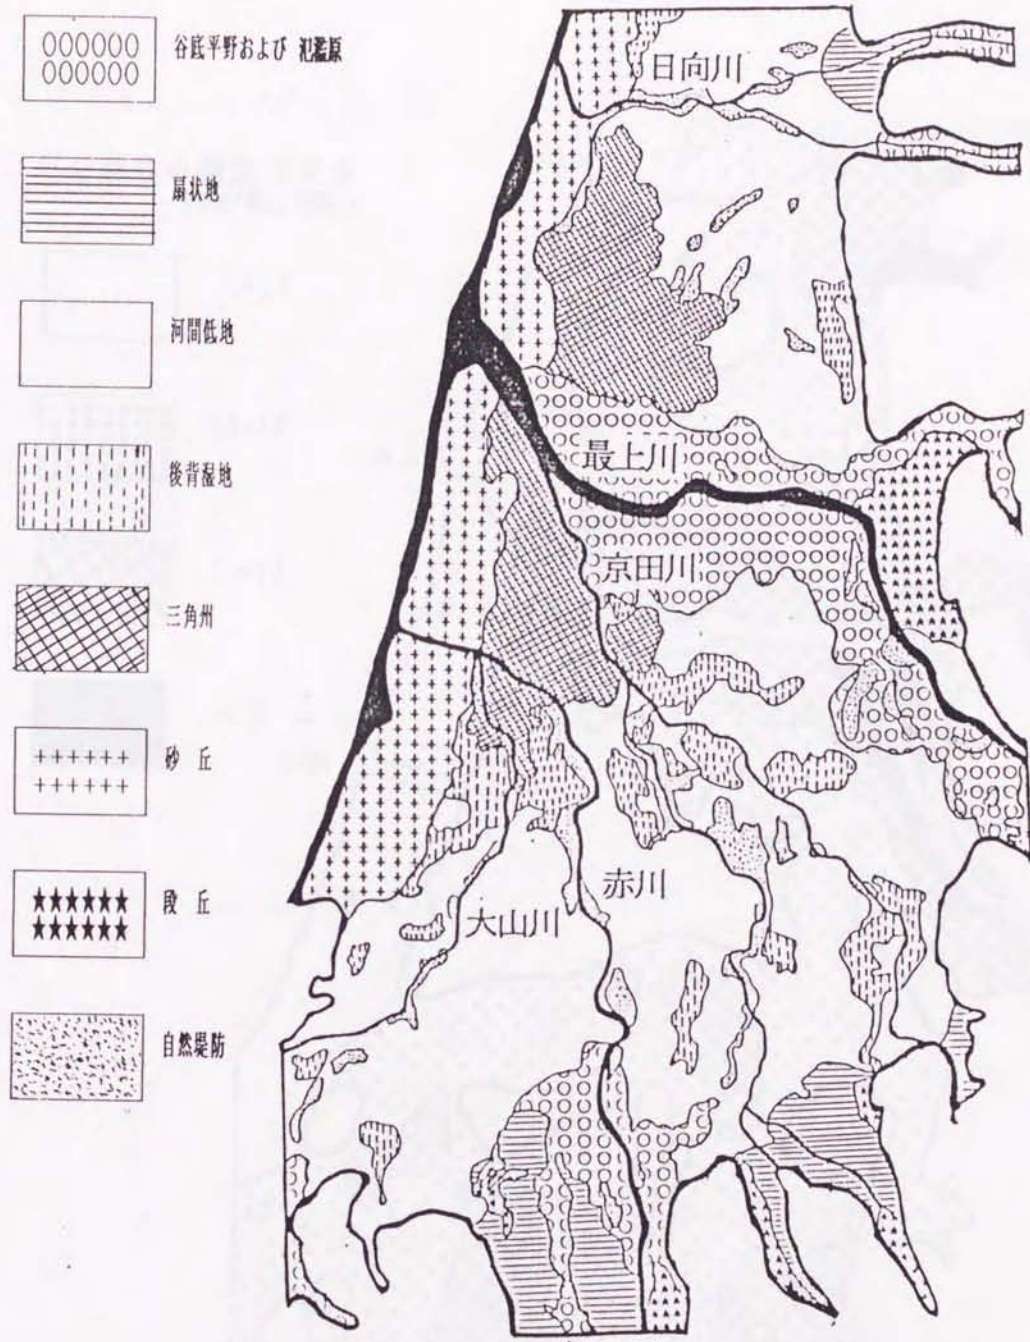 谷底平野および 氾濫原
扇状地
河間低地
後背湿地
三角州
砂 丘
段 丘
自然堤防
日向川
最上川
京田川
赤川
大山川